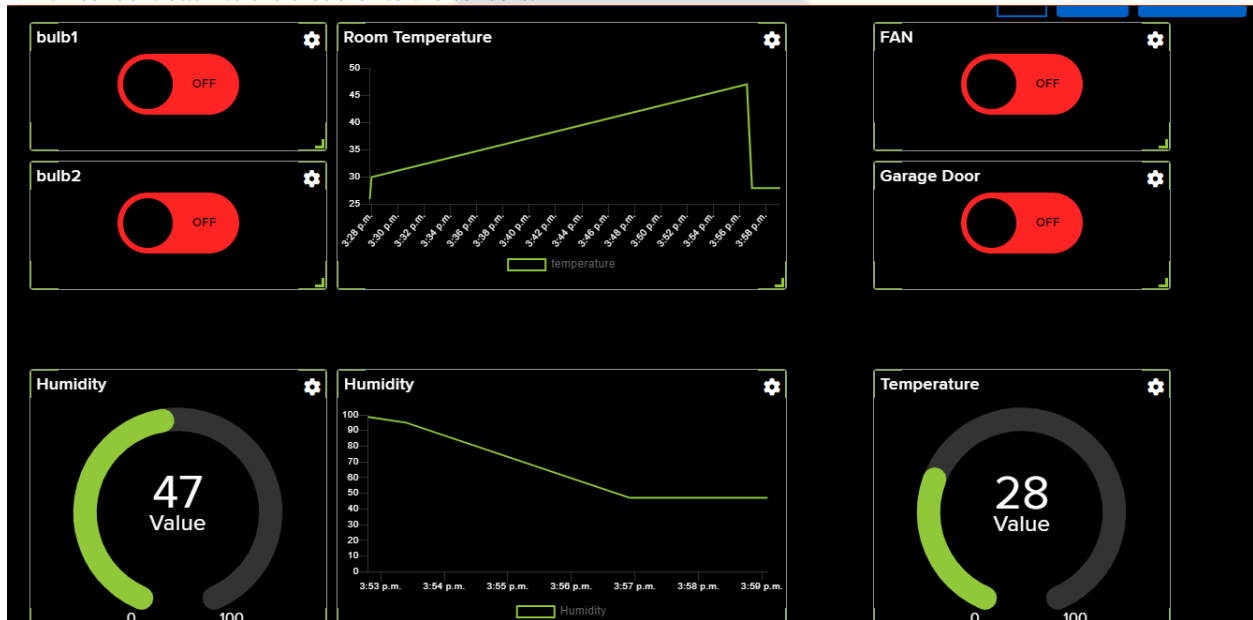 bulb1
OFF
Room Temperature
50
45
40
35
30
25
3:28 p.m.
3:30 p.m.
3:32 p.m.
3:34 p.m.
3:36 p.m.
3:38 p.m.
3:40 p.m.
3:42 p.m.
3:44 p.m.
3:46 p.m.
3:48 p.m.
3:50 p.m.
3:52 p.m.
3:54 p.m.
3:56 p.m.
3:58 p.m.
temperature
FAN
OFF
bulb2
OFF
Garage Door
OFF
Humidity
47
Value
0
100
Humidity
100
90
80
70
60
50
40
30
20
10
0
3:53 p.m.
3:54 p.m.
3:55 p.m.
3:56 p.m.
3:57 p.m.
3:58 p.m.
3:59 p.m.
Humidity
Temperature
28
Value
0
100